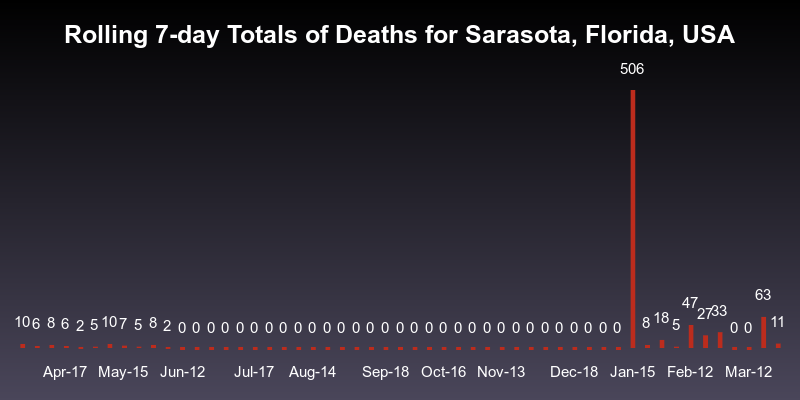 Rolling 7-day Totals of Deaths for Sarasota, Florida, USA
10 6 8 6 2 5 10 7 5 8 2 0 0 0 0 0 0 0 0 0 0 0 0 0 0 0 0 0 0 0 0 0 0 0 0 0 0 0 0 0 0 0 506 8 18 5 47 27 33 0 0 63 11
Apr-17 May-15 Jun-12 Jul-17 Aug-14 Sep-18 Oct-16 Nov-13 Dec-18 Jan-15 Feb-12 Mar-12